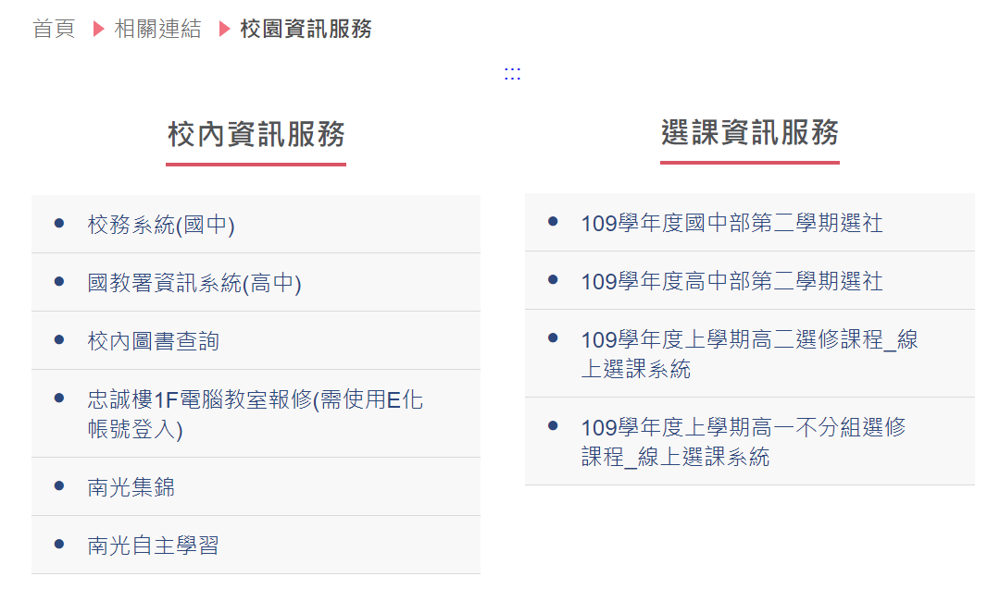 首頁 ▶ 相關連結 ▶ 校園資訊服務
:::
校內資訊服務
校務系統(國中)
國教署資訊系統(高中)
校內圖書查詢
忠誠樓1F電腦教室報修(需使用E化
帳號登入)
南光集錦
南光自主學習
選課資訊服務
109學年度國中部第二學期選社
109學年度高中部第二學期選社
109學年度上學期高二選修課程_線
上選課系統
109學年度上學期高一不分組選修
課程_線上選課系統